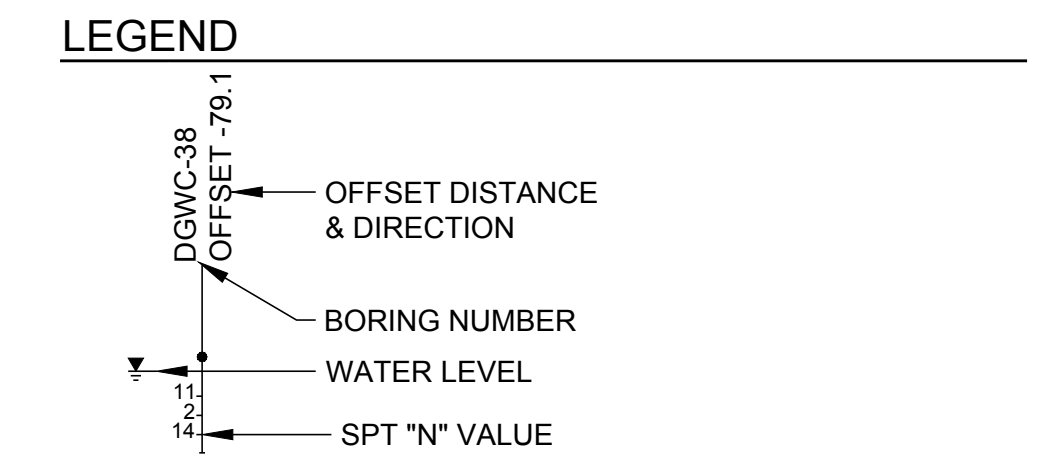 LEGEND
DGWC-38
OFFSET -79.1
OFFSET DISTANCE
& DIRECTION
BORING NUMBER
WATER LEVEL
11
2
14
SPT "N" VALUE